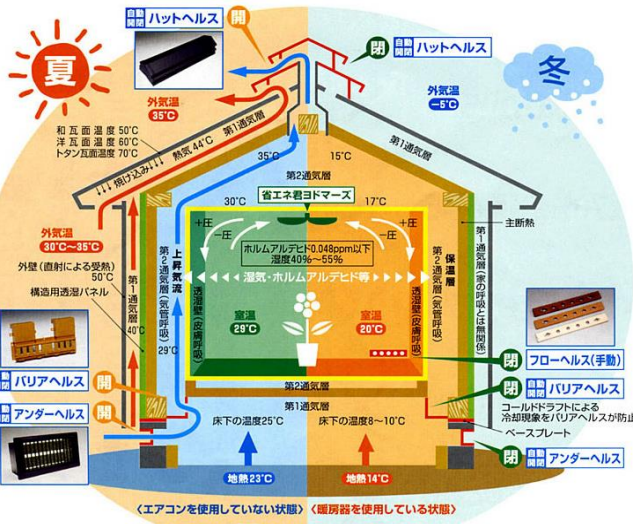 自動
開閉
ハットヘルス
開
閉
自動
開閉
ハットヘルス
夏
冬
外気温
35℃
外気温
−5℃
和瓦面温度50℃
洋瓦面温度60℃
トタン瓦面温度70℃
焼け込み
熱気44℃
第1通気層
第1通気層
35℃
15℃
第2通気層
30℃
17℃
省エネ君ヨドマーズ
+圧
−圧
+圧
−圧
主断熱
外気温
30℃〜35℃
ホルムアルデヒド0.048ppm以下
湿度40%〜55%
湿気・ホルムアルデヒド等
外壁(直射による受熱)
50℃
構造用透湿パネル
第1通気層
40℃
上昇気流
第2通気層(気管呼吸)
29℃
透湿壁(皮膚呼吸)
室温
29℃
室温
20℃
透湿壁(皮膚呼吸)
保温層
第2通気層(気管呼吸)
第1通気層(家の呼吸とは無関係)
閉
フローヘルス(手動)
自動
開閉
バリアヘルス
開
第2通気層
閉
自動
開閉
バリアヘルス
コールドドラフトによる
冷却現象をバリアヘルスが防止
自動
開閉
アンダーヘルス
開
第1通気層
床下の温度25℃
床下の温度8〜10℃
ベースプレート
閉
自動
開閉
アンダーヘルス
地熱23℃
地熱14℃
〈エアコンを使用していない状態〉
〈暖房器を使用している状態〉